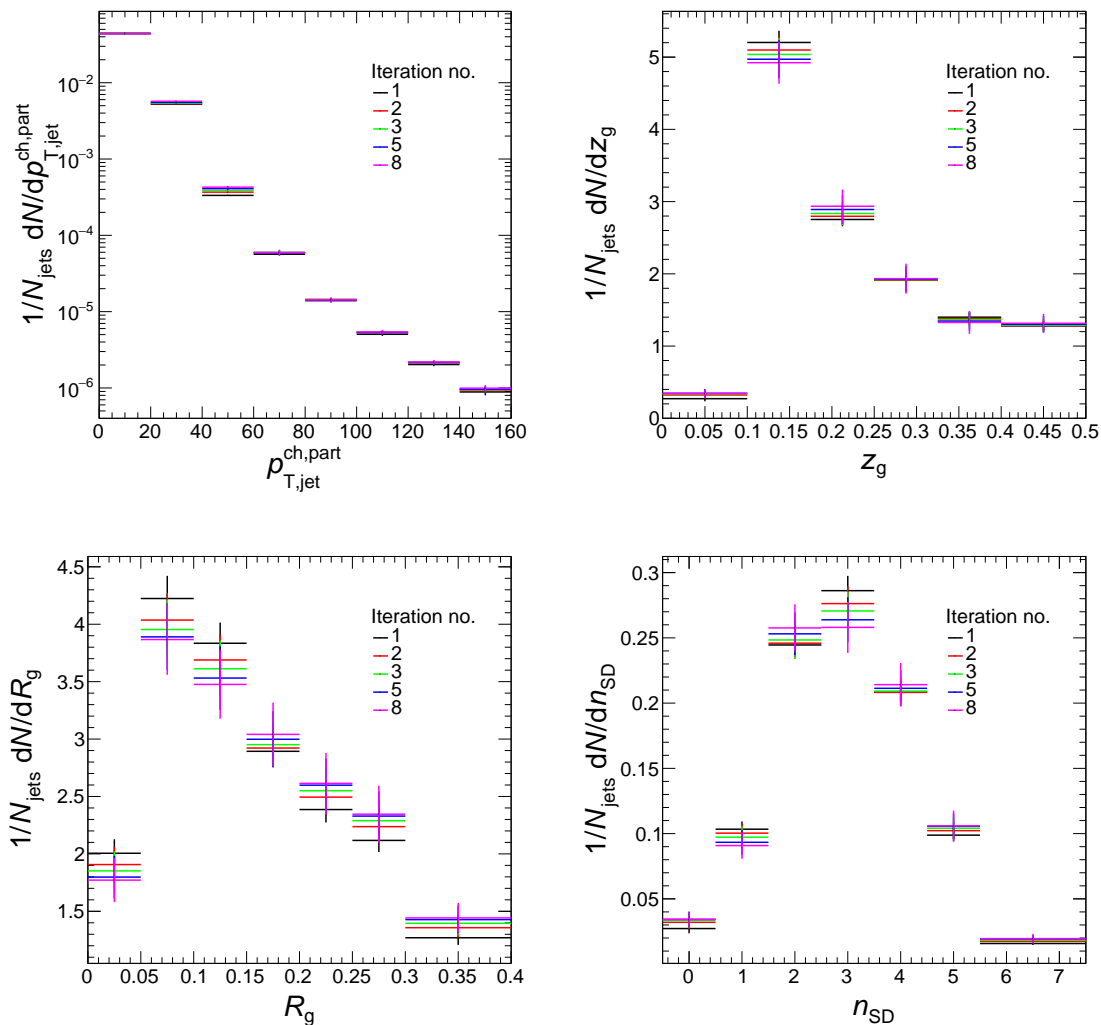 1/N_jets dN/dp_T,jet^ch,part
10^−2
10^−3
10^−4
10^−5
10^−6
Iteration no.
1
2
3
5
8
0 20 40 60 80 100 120 140 160
p_T,jet^ch,part
1/N_jets dN/dz_g
5
4
3
2
1
0
Iteration no.
1
2
3
5
8
0 0.05 0.1 0.15 0.2 0.25 0.3 0.35 0.4 0.45 0.5
z_g
1/N_jets dN/dR_g
4.5
4
3.5
3
2.5
2
1.5
Iteration no.
1
2
3
5
8
0 0.05 0.1 0.15 0.2 0.25 0.3 0.35 0.4
R_g
1/N_jets dN/dn_SD
0.3
0.25
0.2
0.15
0.1
0.05
Iteration no.
1
2
3
5
8
0 1 2 3 4 5 6 7
n_SD